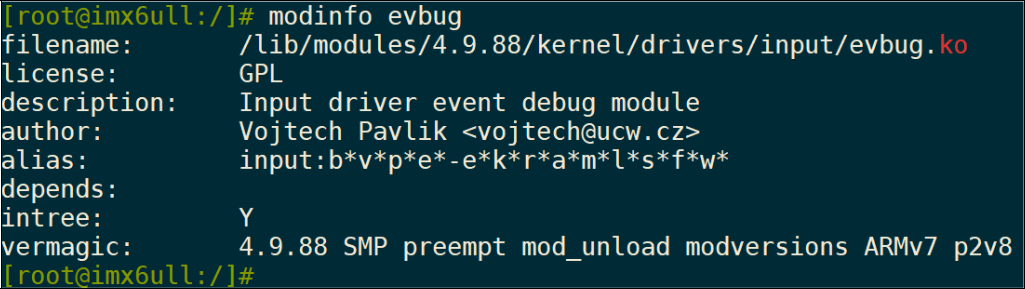 [root@imx6ull:/]# modinfo evbug
filename:       /lib/modules/4.9.88/kernel/drivers/input/evbug.ko
license:        GPL
description:    Input driver event debug module
author:         Vojtech Pavlik <vojtech@ucw.cz>
alias:          input:b*v*p*e*-e*k*r*a*m*l*s*f*w*
depends:
intree:         Y
vermagic:       4.9.88 SMP preempt mod_unload modversions ARMv7 p2v8
[root@imx6ull:/]#